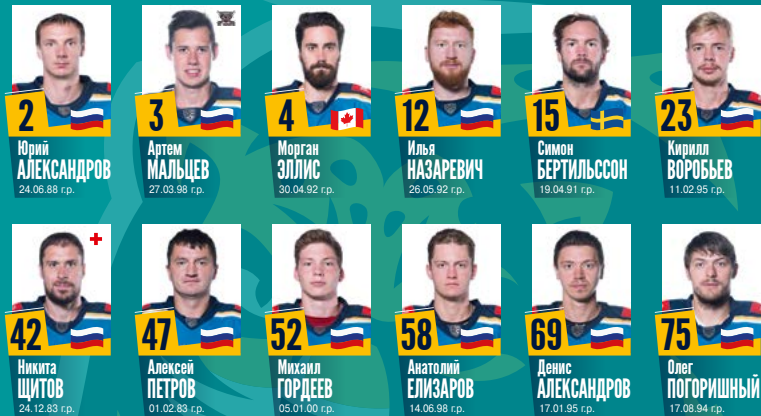 2
Юрий
АЛЕКСАНДРОВ
24.06.88 г.р.
3
Артем
МАЛЬЦЕВ
27.03.98 г.р.
4
Морган
ЭЛЛИС
30.04.92 г.р.
12
Илья
НАЗАРЕВИЧ
26.05.92 г.р.
15
Симон
БЕРТИЛЬССОН
19.04.91 г.р.
23
Кирилл
ВОРОБЬЕВ
11.02.95 г.р.
42
Никита
ЩИТОВ
24.12.83 г.р.
47
Алексей
ПЕТРОВ
01.02.83 г.р.
52
Михаил
ГОРДЕЕВ
05.01.00 г.р.
58
Анатолий
ЕЛИЗАРОВ
14.06.98 г.р.
69
Денис
АЛЕКСАНДРОВ
17.01.95 г.р.
75
Олег
ПОГОРИШНЫЙ
17.08.94 г.р.